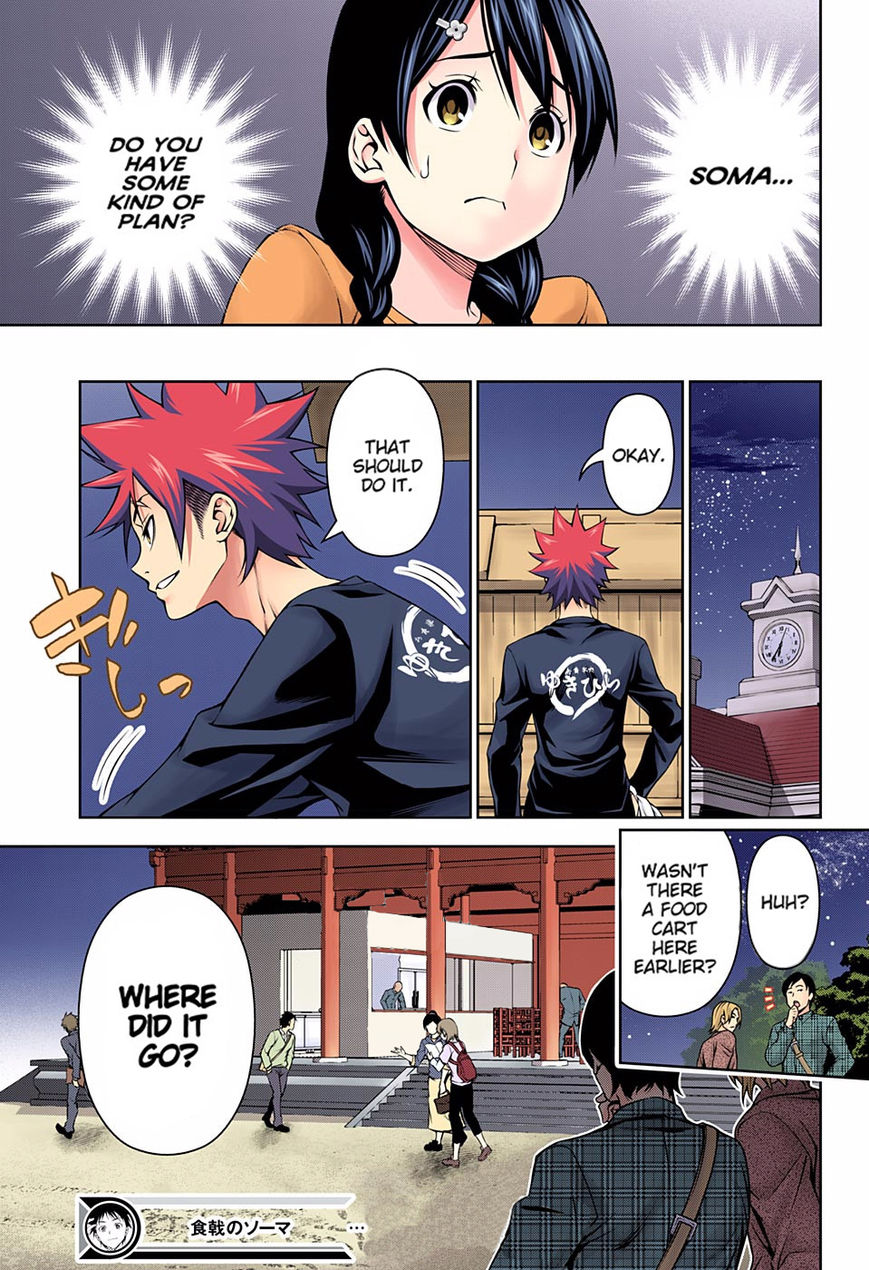 SOMA...
DO YOU
HAVE
SOME
KIND OF
PLAN?
OKAY.
ゆきひら
THAT
SHOULD
DO IT.
ぎしっ
HUH?
WASN'T
THERE
A FOOD
CART
HERE
EARLIER?
WHERE
DID IT
GO?
食戟のソーマ …